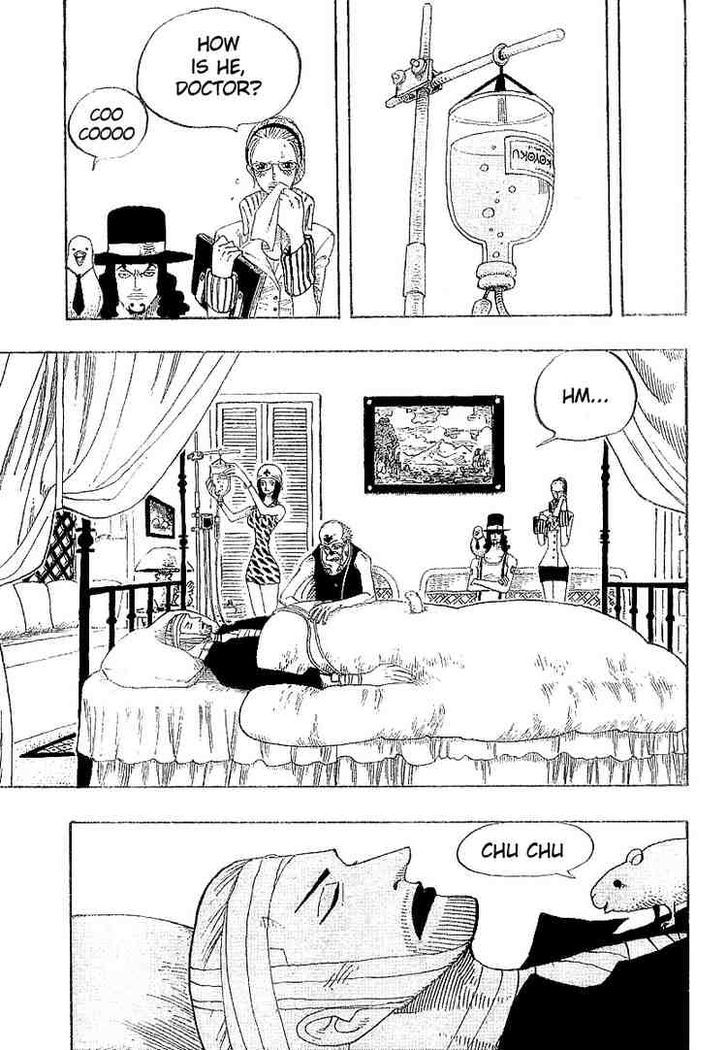 HOW
IS HE,
DOCTOR?
COO
COOOO
KOYOKU
HM...
CHU CHU